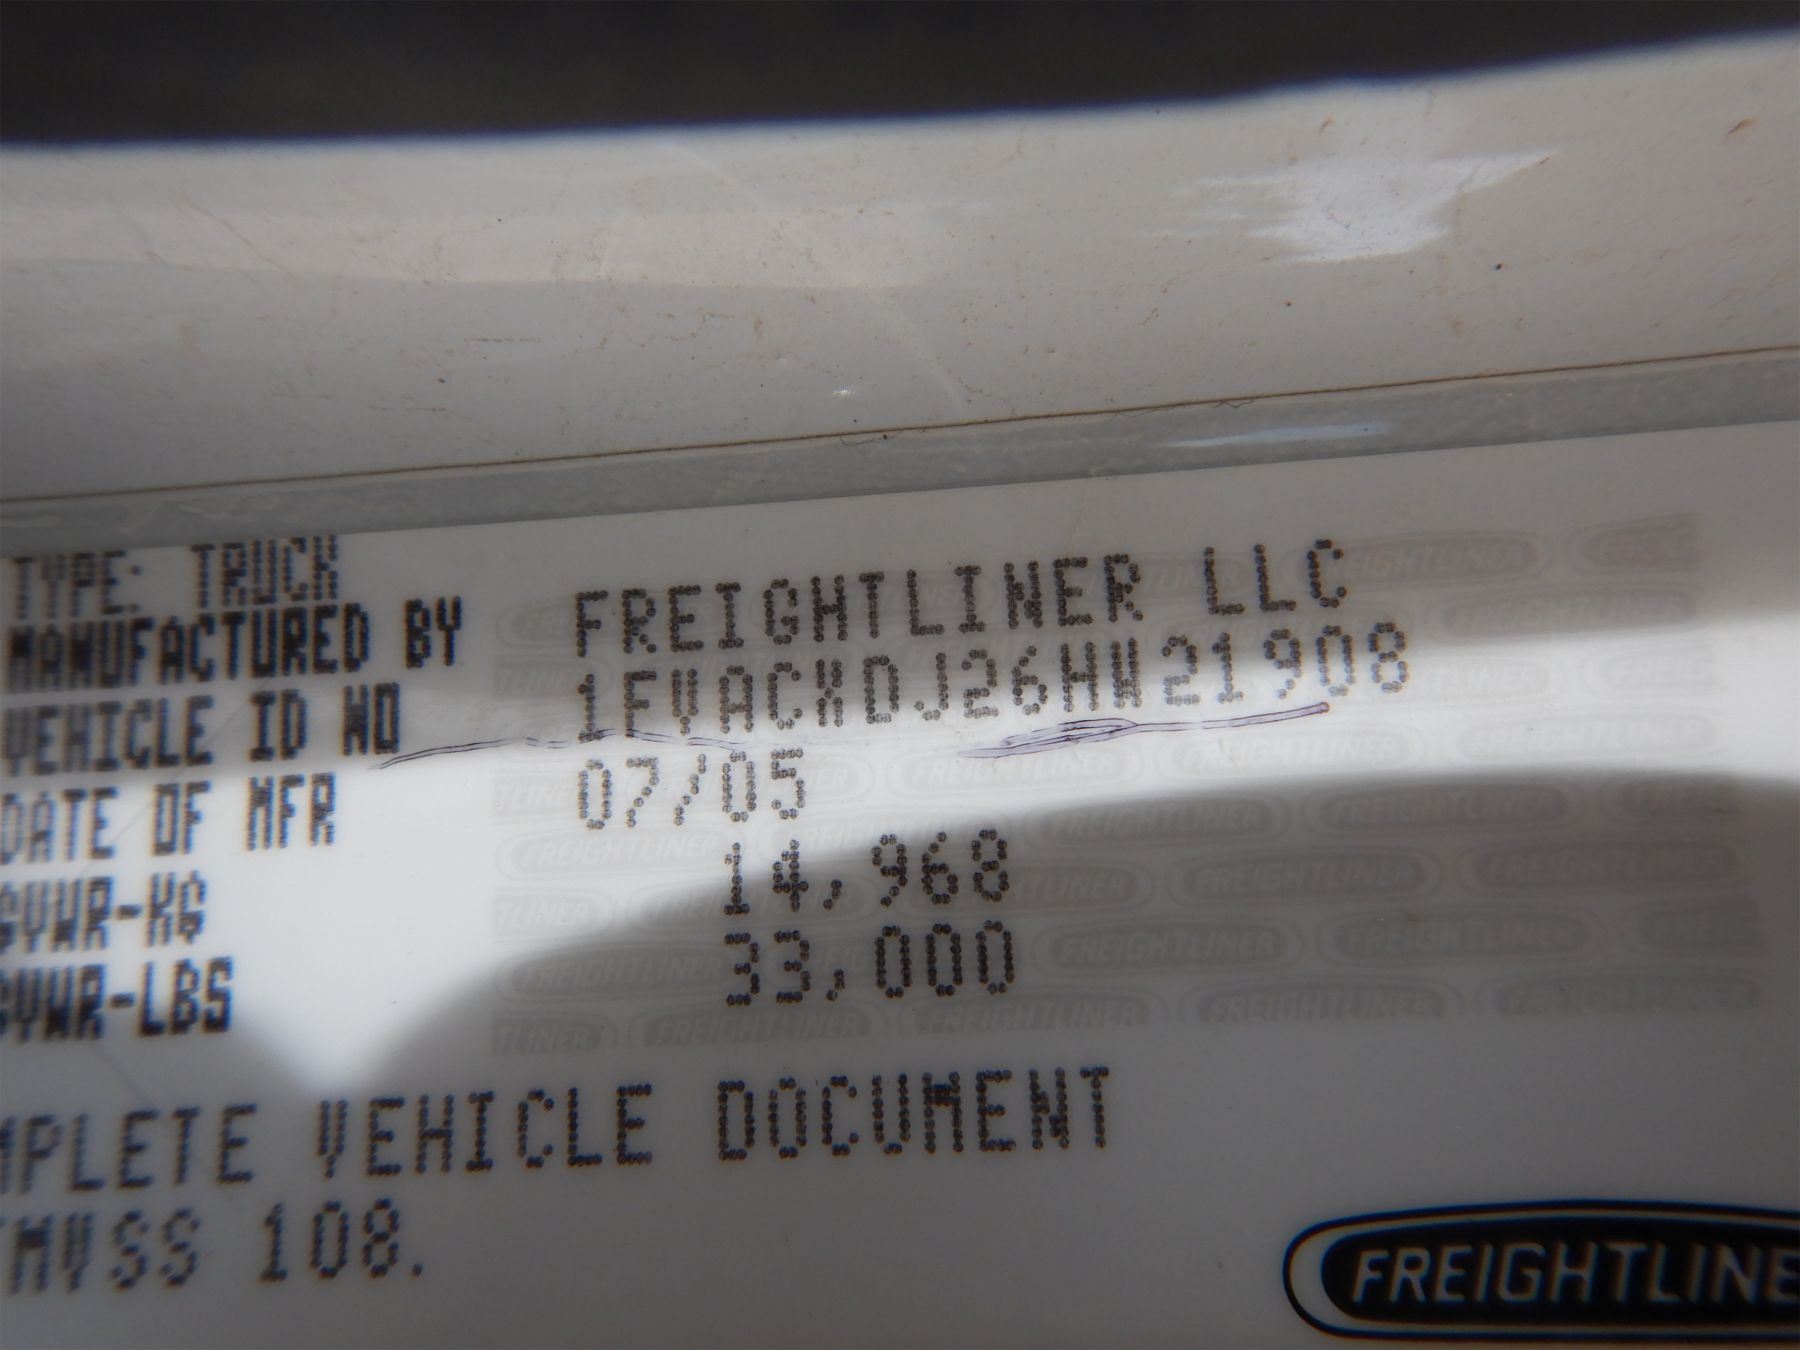 TYPE: TRUCK
MANUFACTURED BY FREIGHTLINER LLC
VEHICLE ID NO 1FVACXDJ26HW21908
DATE OF MFR 07/05
GVWR-KG 14,968
GVWR-LBS 33,000
MPLETE VEHICLE DOCUMENT
FMVSS 108.
FREIGHTLINE